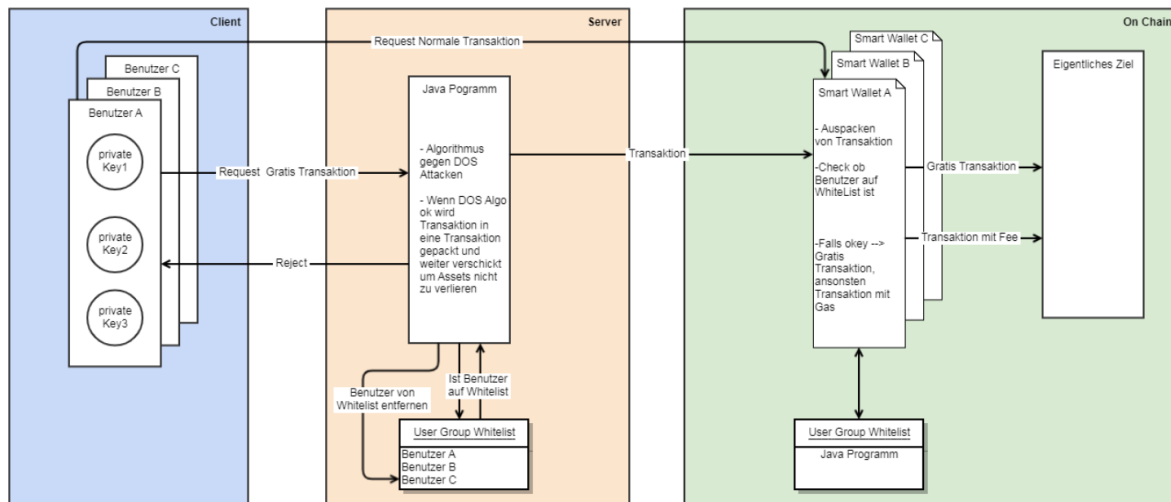 Client
Server
On Chain
Request Normale Transaktion
Benutzer C
Benutzer B
Benutzer A
private
Key1
private
Key2
private
Key3
Request  Gratis Transaktion
Reject
Java Pogramm
- Algorithmus
gegen DOS
Attacken
- Wenn DOS Algo
ok wird
Transaktion in
eine Transaktion
gepackt und
weiter verschickt
um Assets nicht
zu verlieren
Benutzer von
Whitelist entfernen
Ist Benutzer
auf Whitelist
User Group Whitelist
Benutzer A
Benutzer B
Benutzer C
Transaktion
Smart Wallet C
Smart Wallet B
Smart Wallet A
- Auspacken
von Transaktion
-Check ob
Benutzer auf
WhiteList ist
-Falls okey -->
Gratis
Transaktion,
ansonsten
Transaktion mit
Gas
Gratis Transaktion
Transaktion mit Fee
Eigentliches Ziel
User Group Whitelist
Java Programm